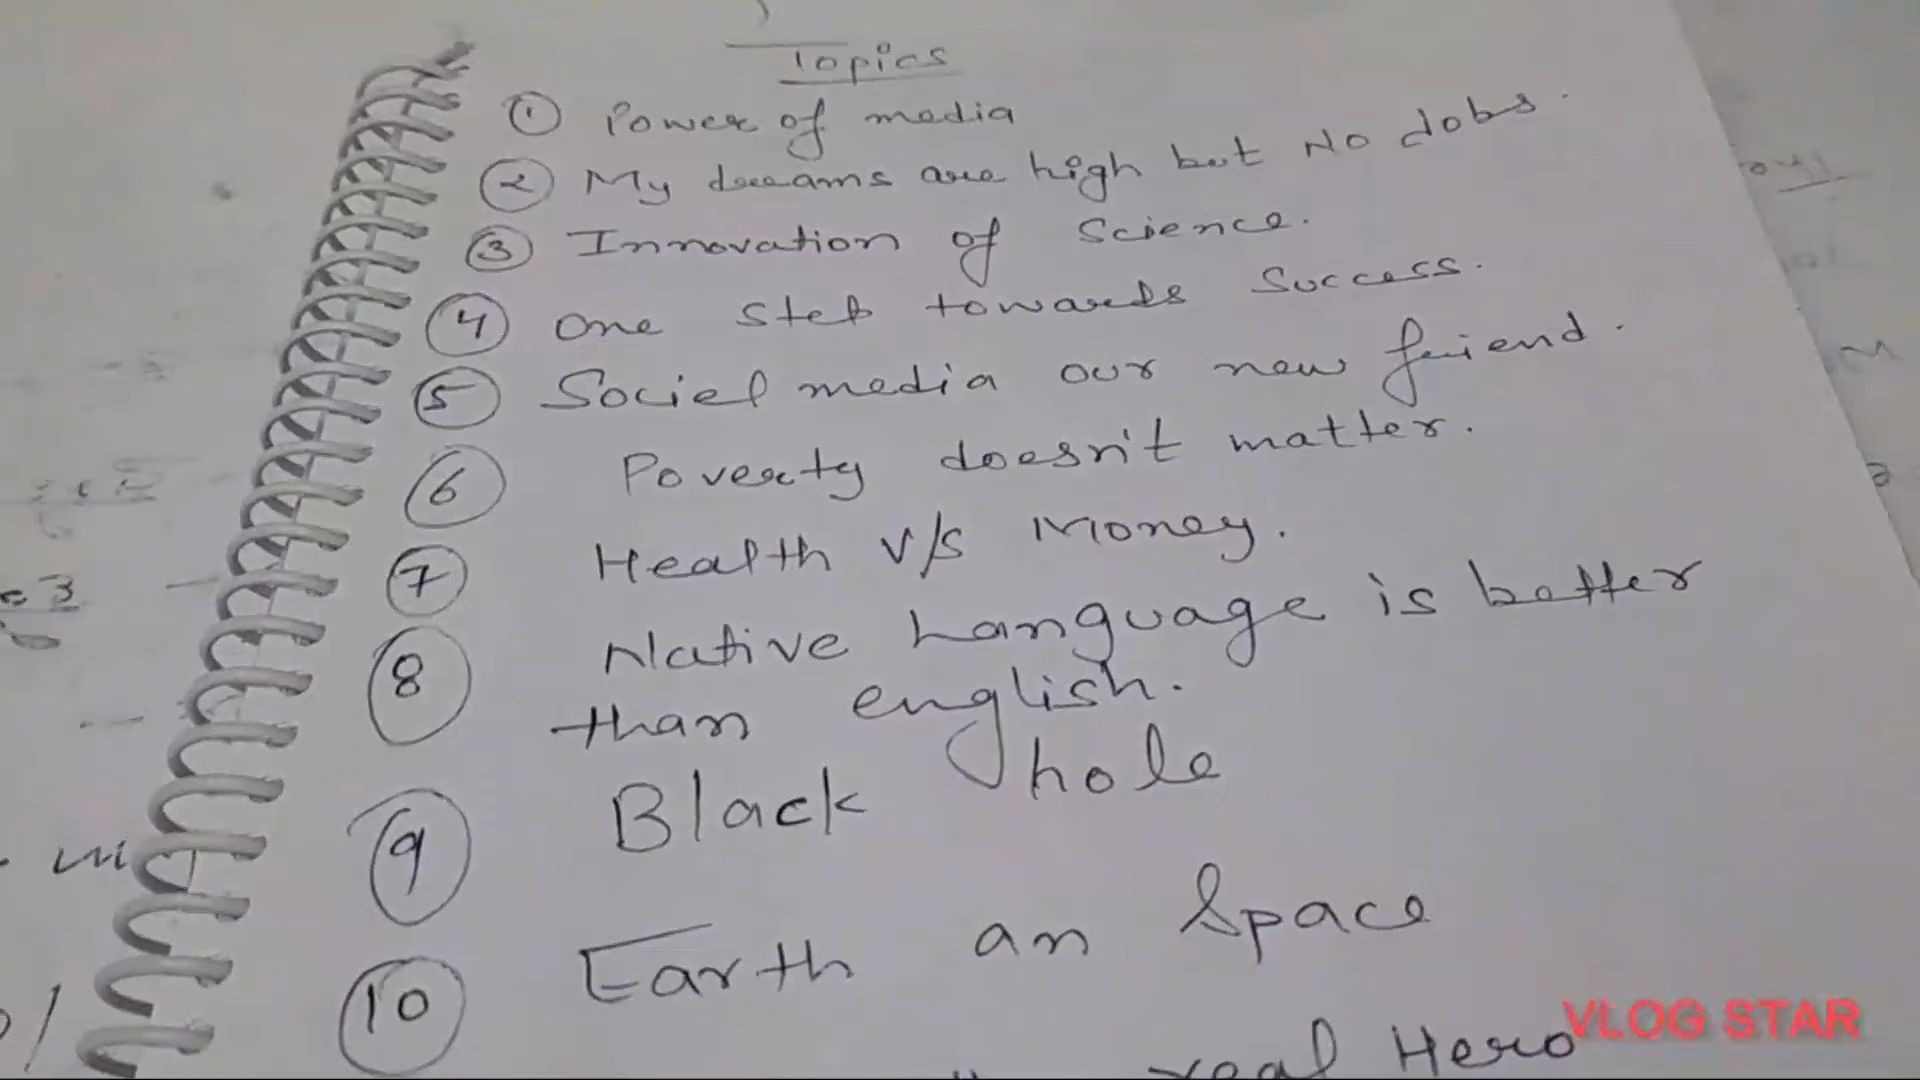 Topics
① Power of media
② My dreams are high but No Jobs.
③ Innovation of Science.
④ One step towards Success.
⑤ Sociel media our new friend.
⑥ Poverty doesn't matter.
⑦ Health v/s Money.
⑧ Native Language is better
than english.
⑨ Black hole
⑩ Earth an Space
real Hero
VLOG STAR